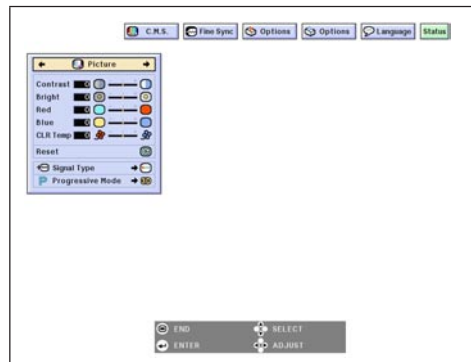 C.M.S. Fine Sync Options Options Language Status
Picture
Contrast 0
Bright 0
Red 0
Blue 0
CLR Temp 0
Reset
Signal Type
P Progressive Mode
END SELECT
ENTER ADJUST